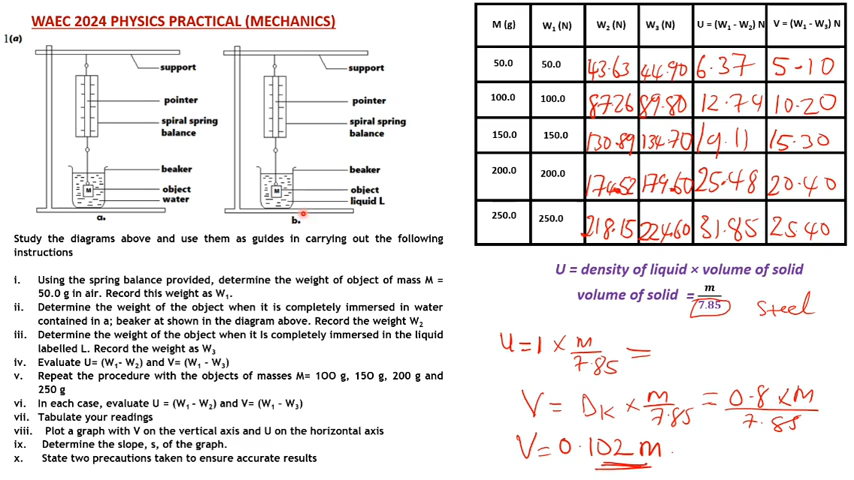 WAEC 2024 PHYSICS PRACTICAL (MECHANICS)
1(a)
support
pointer
spiral spring
balance
beaker
object
water
M
a.
support
pointer
spiral spring
balance
beaker
object
liquid L
M
b.
Study the diagrams above and use them as guides in carrying out the following
instructions
i. Using the spring balance provided, determine the weight of object of mass M =
50.0 g in air. Record this weight as W₁.
ii. Determine the weight of the object when it is completely immersed in water
contained in a; beaker at shown in the diagram above. Record the weight W₂
iii. Determine the weight of the object when it Is completely immersed in the liquid
labelled L. Record the weight as W₃
iv. Evaluate U= (W₁- W₂) and V= (W₁ - W₃)
v. Repeat the procedure with the objects of masses M= 1OO g, 15O g, 200 g and
250 g
vi. In each case, evaluate U = (W₁ - W₂) and V= (W₁ - W₃)
vii. Tabulate your readings
viii. Plot a graph with V on the vertical axis and U on the horizontal axis
ix. Determine the slope, s, of the graph.
x. State two precautions taken to ensure accurate results
M (g) W₁ (N) W₂ (N) W₃ (N) U = (W₁ - W₂) N V = (W₁ - W₃) N
50.0 50.0 43.63 44.90 6.37 5.10
100.0 100.0 87.26 89.80 12.74 10.20
150.0 150.0 130.89 134.70 19.11 15.30
200.0 200.0 174.52 179.60 25.48 20.40
250.0 250.0 218.15 224.60 31.85 25.40
U = density of liquid × volume of solid
volume of solid = m/7.85 steel
U = 1 × m/7.85 =
V = DK × m/7.85 = 0.8 × M/7.85
V = 0.102 m